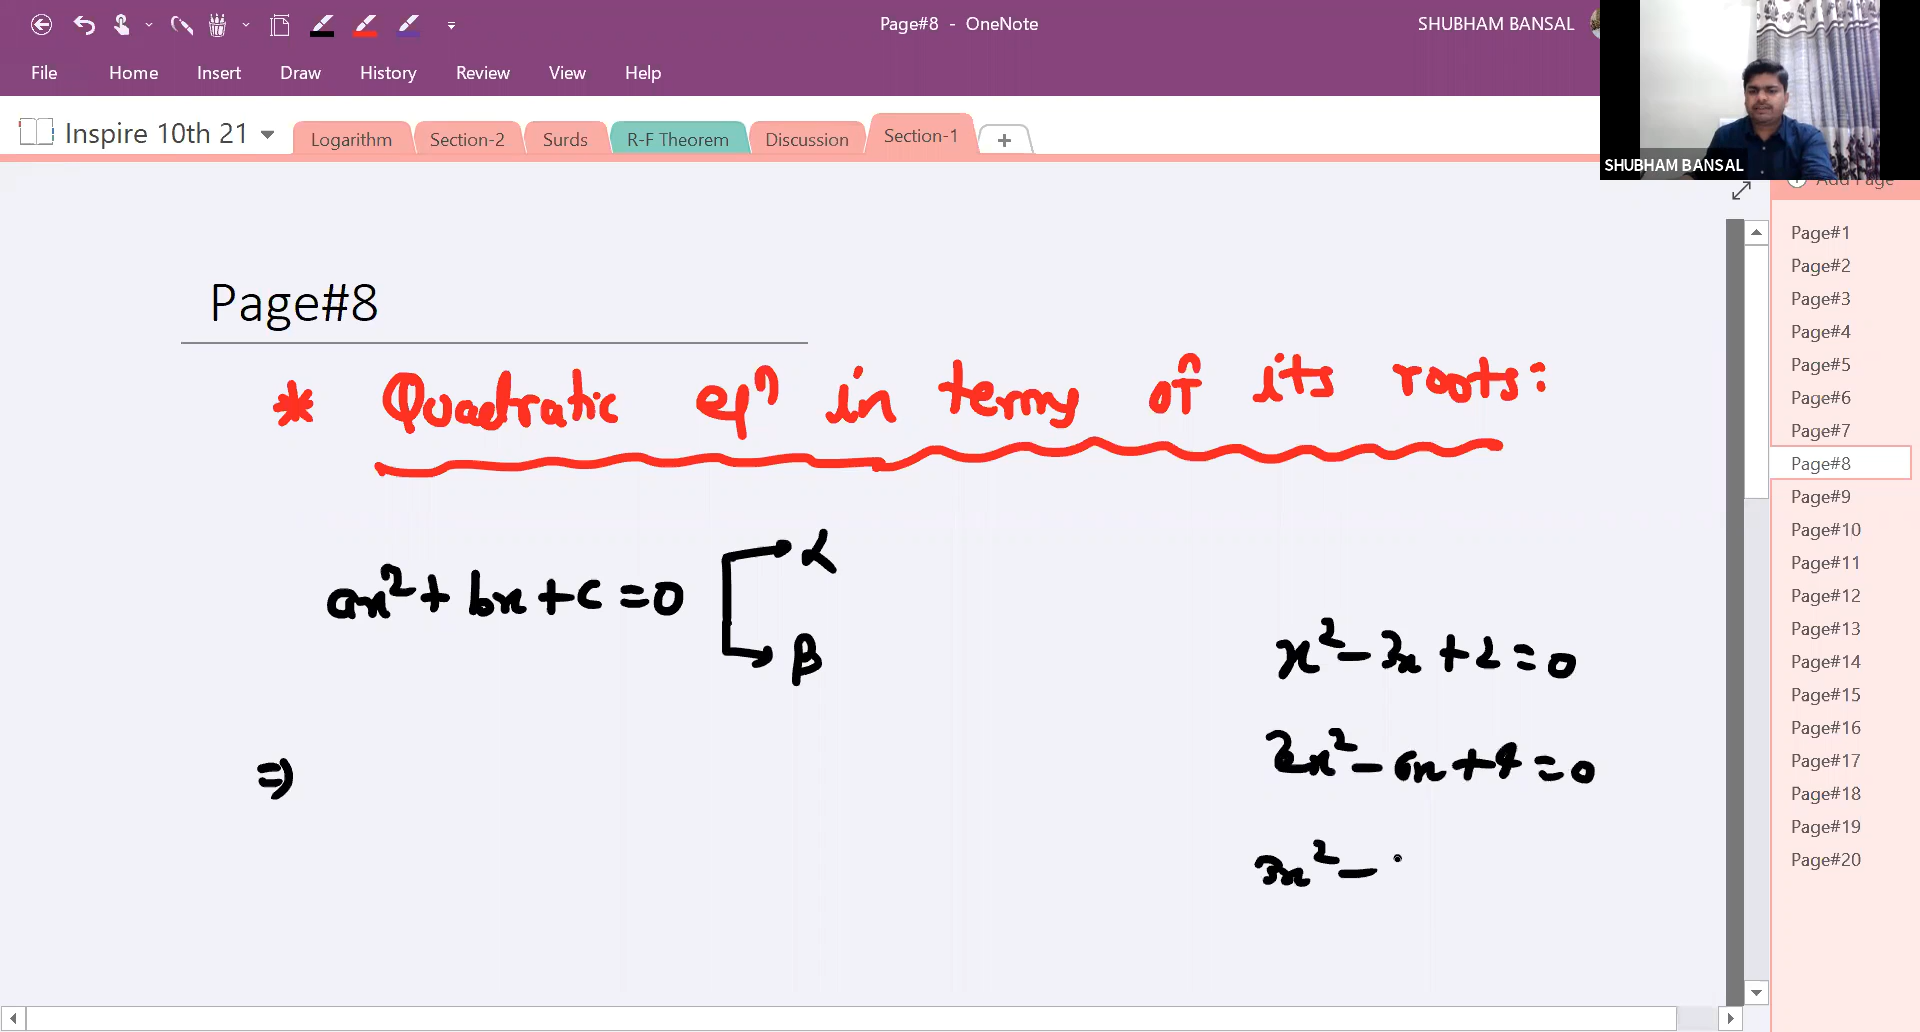 Page#8 - OneNote
SHUBHAM BANSAL
File Home Insert Draw History Review View Help
Inspire 10th 21
Logarithm Section-2 Surds R-F Theorem Discussion Section-1 +
SHUBHAM BANSAL
Add Page
Page#1
Page#2
Page#3
Page#4
Page#5
Page#6
Page#7
Page#8
Page#9
Page#10
Page#11
Page#12
Page#13
Page#14
Page#15
Page#16
Page#17
Page#18
Page#19
Page#20
Page#8
* Quadratic eqⁿ in terms of its roots:
ax² + bx + c = 0
α
β
x² - 3x + 2 = 0
2x² - 6x + 4 = 0
⇒
3x² -